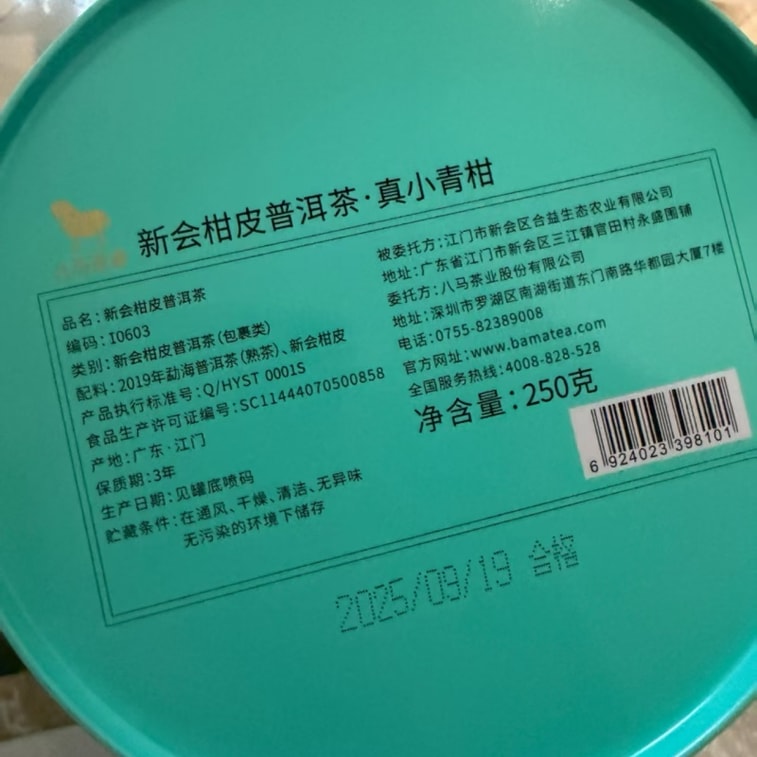 新会柑皮普洱茶·真小青柑
品名:新会柑皮普洱茶
编码:I0603
类别:新会柑皮普洱茶(包裹类)
配料:2019年勐海普洱茶(熟茶)、新会柑皮
产品执行标准号:Q/HYST 0001S
食品生产许可证编号:SC11444070500858
产地:广东·江门
保质期:3年
生产日期:见罐底喷码
贮藏条件:在通风、干燥、清洁、无异味
无污染的环境下储存
被委托方:江门市新会区合益生态农业有限公司
地址:广东省江门市新会区三江镇官田村永盛围铺
委托方:八马茶业股份有限公司
地址:深圳市罗湖区南湖街道东门南路华都园大厦7楼
电话:0755-82389008
官方网址:www.bamatea.com
全国服务热线:4008-828-528
净含量:250克
6 924023 398101
2025/09/19 合格